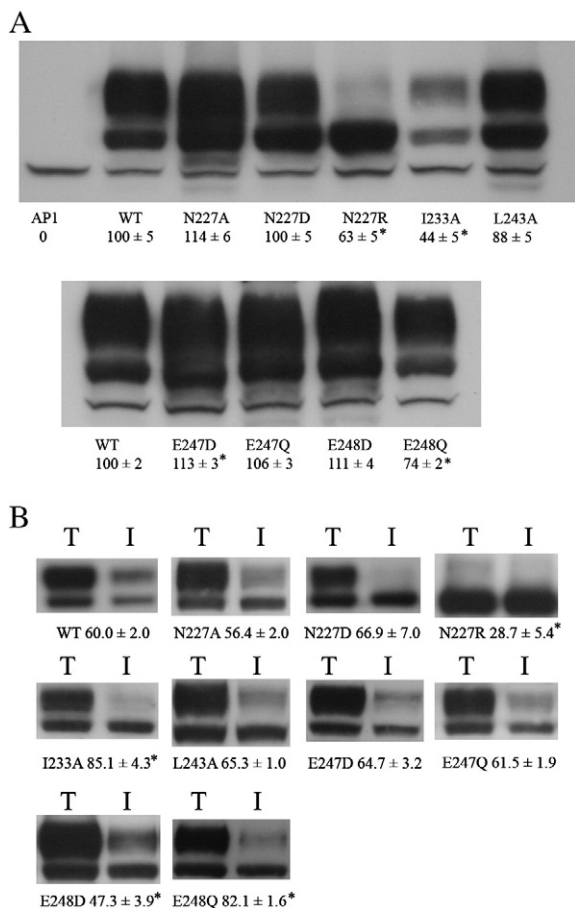 A
AP1 WT N227A N227D N227R I233A L243A
0 100 ± 5 114 ± 6 100 ± 5 63 ± 5* 44 ± 5* 88 ± 5
WT E247D E247Q E248D E248Q
100 ± 2 113 ± 3* 106 ± 3 111 ± 4 74 ± 2*
B
T I T I T I T I
WT 60.0 ± 2.0 N227A 56.4 ± 2.0 N227D 66.9 ± 7.0 N227R 28.7 ± 5.4*
T I T I T I T I
I233A 85.1 ± 4.3* L243A 65.3 ± 1.0 E247D 64.7 ± 3.2 E247Q 61.5 ± 1.9
T I T I
E248D 47.3 ± 3.9* E248Q 82.1 ± 1.6*